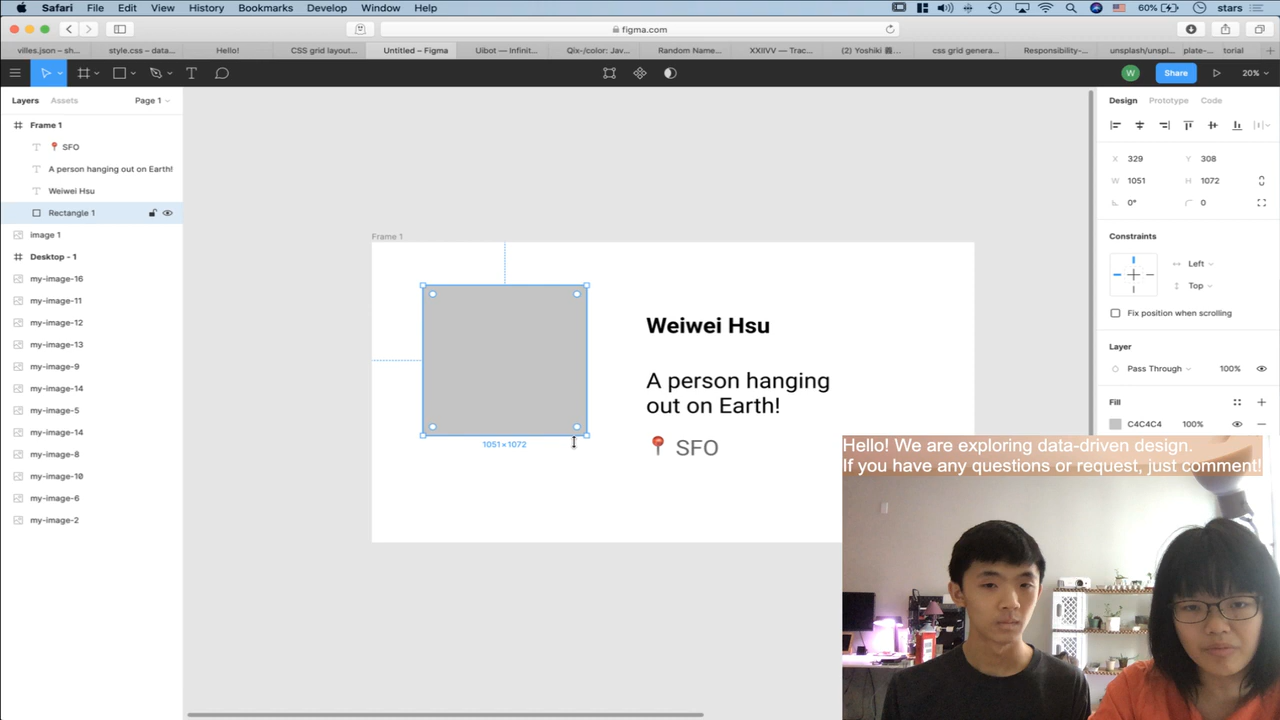 Safari File Edit View History Bookmarks Develop Window Help 60% stars
figma.com
villes.json – sh... style.css – data... Hello! CSS grid layout... Untitled – Figma Uibot — Infinit... Qix-/color: Jav... Random Name... XXIIVV — Trac... css grid genera... Responsibility-... unsplash/unspl... plate-... torial
W Share 20%
Layers Assets Page 1
Design Prototype Code
Frame 1
📍 SFO
A person hanging out on Earth!
Weiwei Hsu
Rectangle 1
image 1
Desktop - 1
my-image-16
my-image-11
my-image-12
my-image-13
my-image-9
my-image-14
my-image-5
my-image-14
my-image-8
my-image-10
my-image-6
my-image-2
Frame 1
1051 × 1072
Weiwei Hsu
A person hanging
out on Earth!
📍 SFO
X 329 Y 308
W 1051 H 1072
0° 0
Constraints
Left
Top
Fix position when scrolling
Layer
Pass Through 100%
Fill
C4C4C4 100%
Hello! We are exploring data-driven design.
If you have any questions or request, just comment!